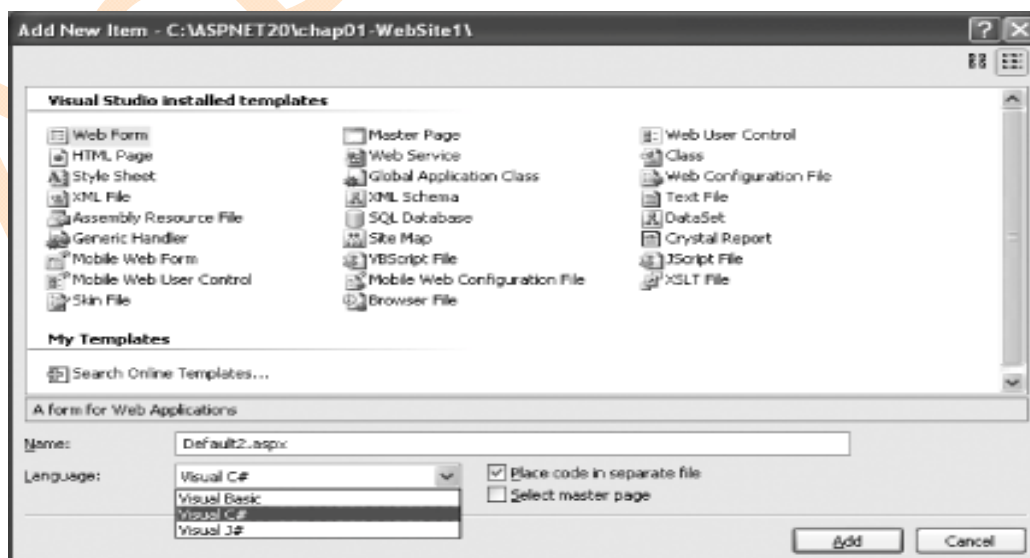 Add New Item - C:\ASPNET20\chap01-WebSite1\
Visual Studio installed templates
Web Form Master Page Web User Control
HTML Page Web Service Class
Style Sheet Global Application Class Web Configuration File
XML File XML Schema Text File
Assembly Resource File SQL Database DataSet
Generic Handler Site Map Crystal Report
Mobile Web Form VBScript File JScript File
Mobile Web User Control Mobile Web Configuration File XSLT File
Skin File Browser File
My Templates
Search Online Templates...
A form for Web Applications
Name: Default2.aspx
Language: Visual C# Place code in separate file
Visual Basic Select master page
Visual C#
Visual J#
Add Cancel